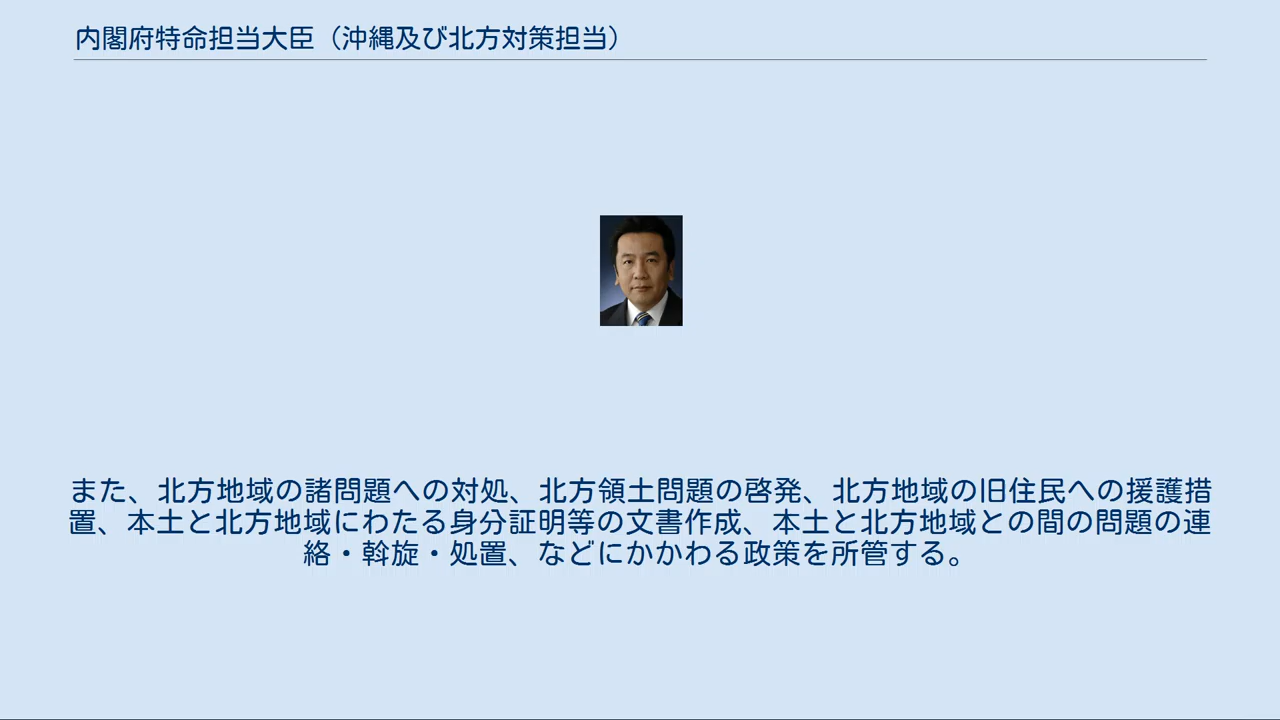 内閣府特命担当大臣（沖縄及び北方対策担当）
また、北方地域の諸問題への対処、北方領土問題の啓発、北方地域の旧住民への援護措
置、本土と北方地域にわたる身分証明等の文書作成、本土と北方地域との間の問題の連
絡・斡旋・処置、などにかかわる政策を所管する。